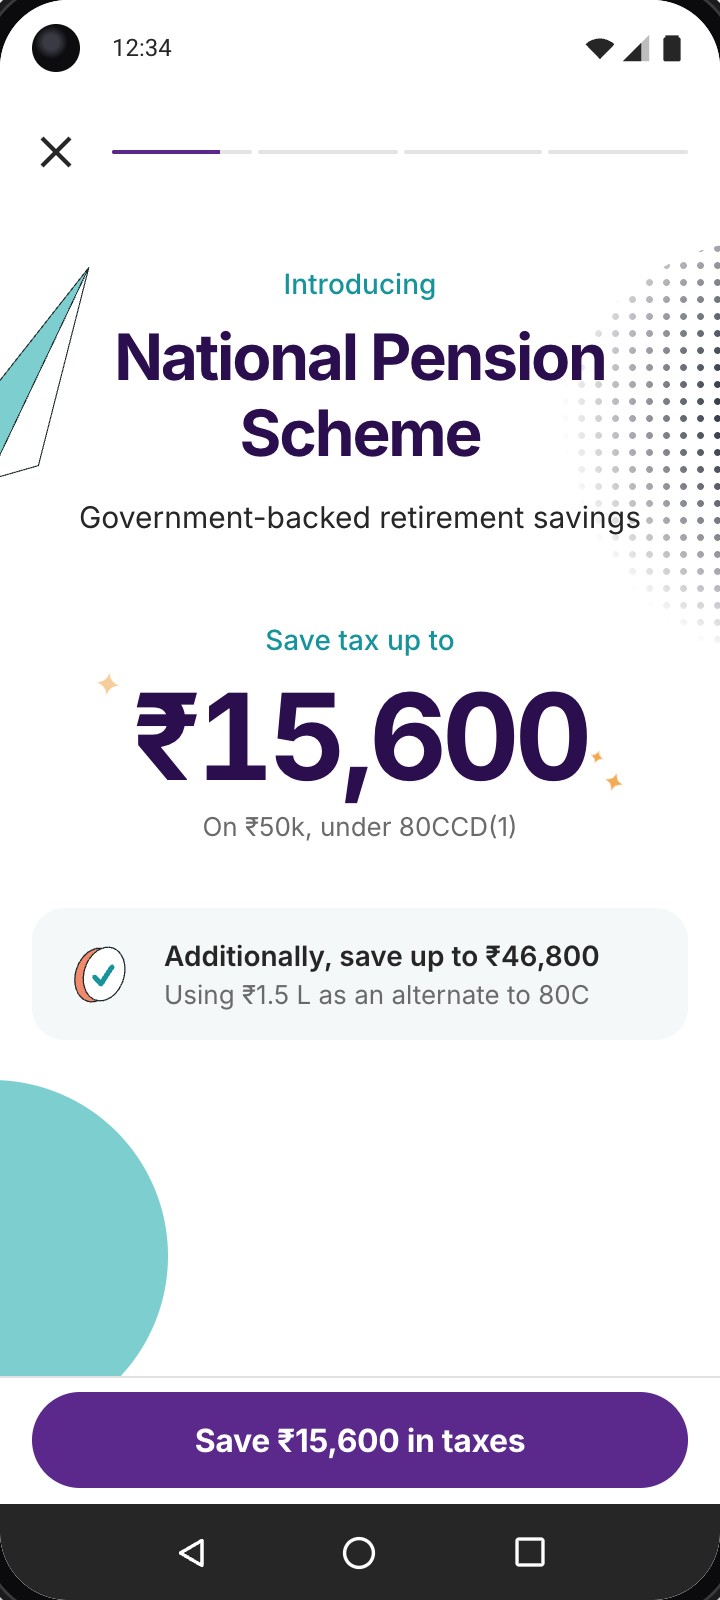 12:34
Introducing
National Pension
Scheme
Government-backed retirement savings
Save tax up to
₹15,600
On ₹50k, under 80CCD(1)
Additionally, save up to ₹46,800
Using ₹1.5 L as an alternate to 80C
Save ₹15,600 in taxes